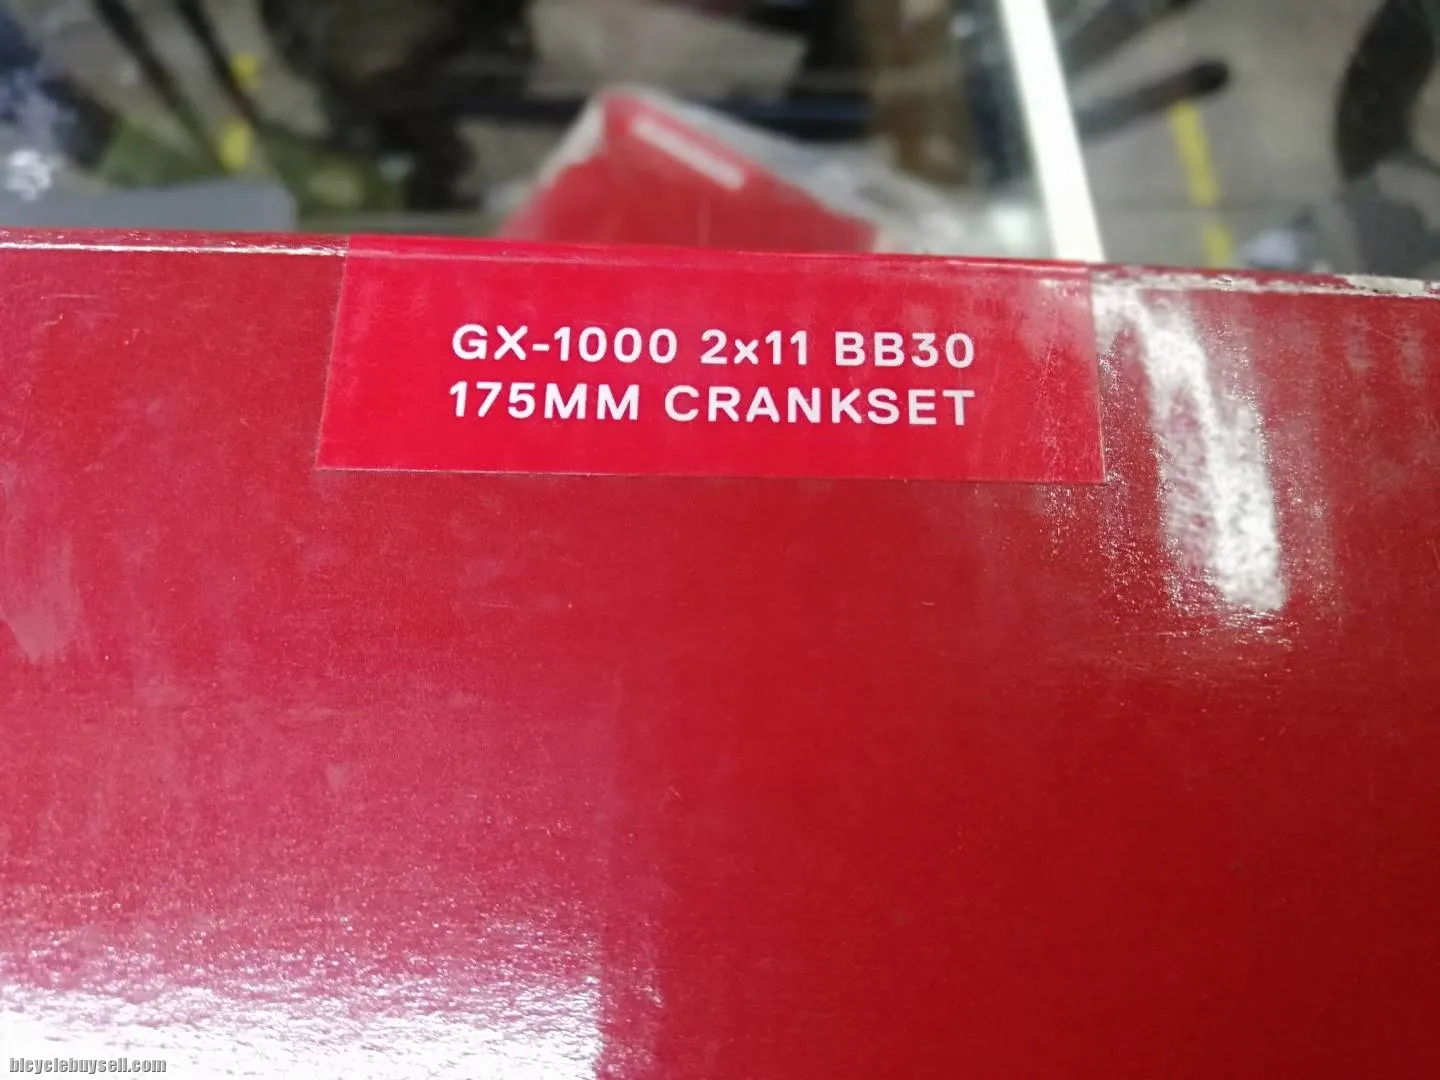 GX-1000 2x11 BB30
175MM CRANKSET
bicyclebuysell.com